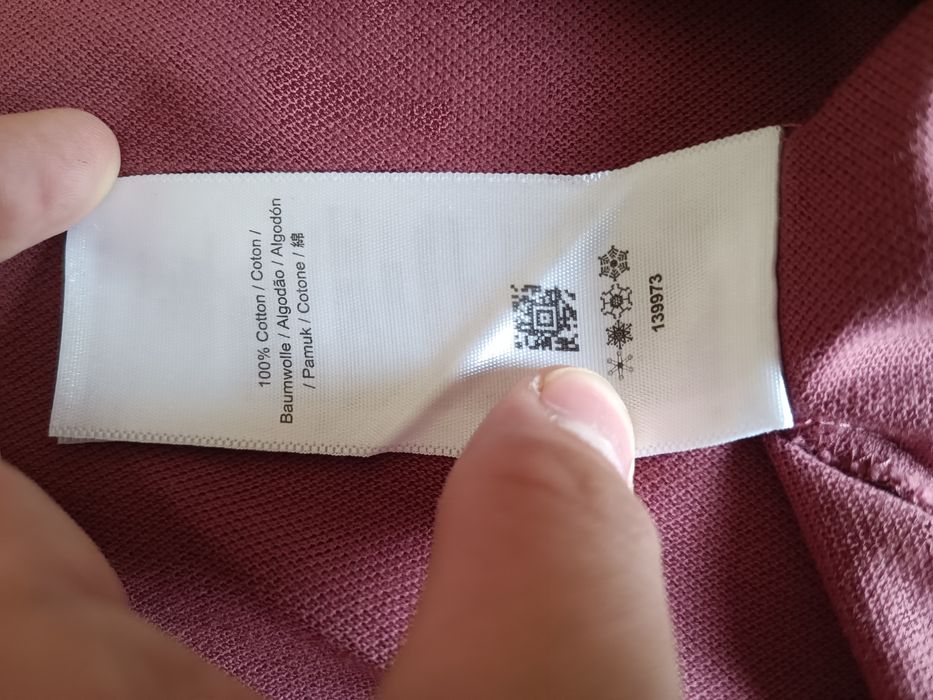 100% Cotton / Coton /
Baumwolle / Algodão / Algodón
/ Pamuk / Cotone / 綿
139973